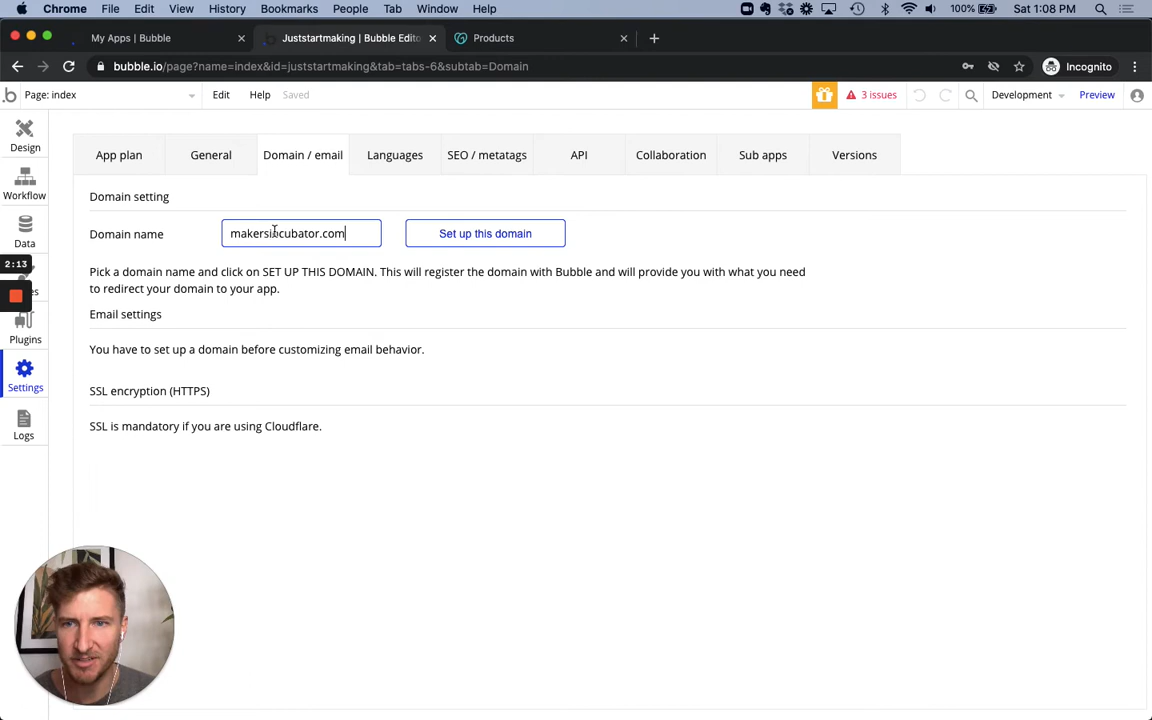 Chrome File Edit View History Bookmarks People Tab Window Help 100% Sat 1:08 PM
My Apps | Bubble Juststartmaking | Bubble Edito Products
bubble.io/page?name=index&id=juststartmaking&tab=tabs-6&subtab=Domain Incognito
Page: index Edit Help Saved 3 issues Development Preview
Design
Workflow
Data
2:13
Plugins
Settings
Logs
App plan General Domain / email Languages SEO / metatags API Collaboration Sub apps Versions
Domain setting
Domain name makersincubator.com Set up this domain
Pick a domain name and click on SET UP THIS DOMAIN. This will register the domain with Bubble and will provide you with what you need
to redirect your domain to your app.
Email settings
You have to set up a domain before customizing email behavior.
SSL encryption (HTTPS)
SSL is mandatory if you are using Cloudflare.